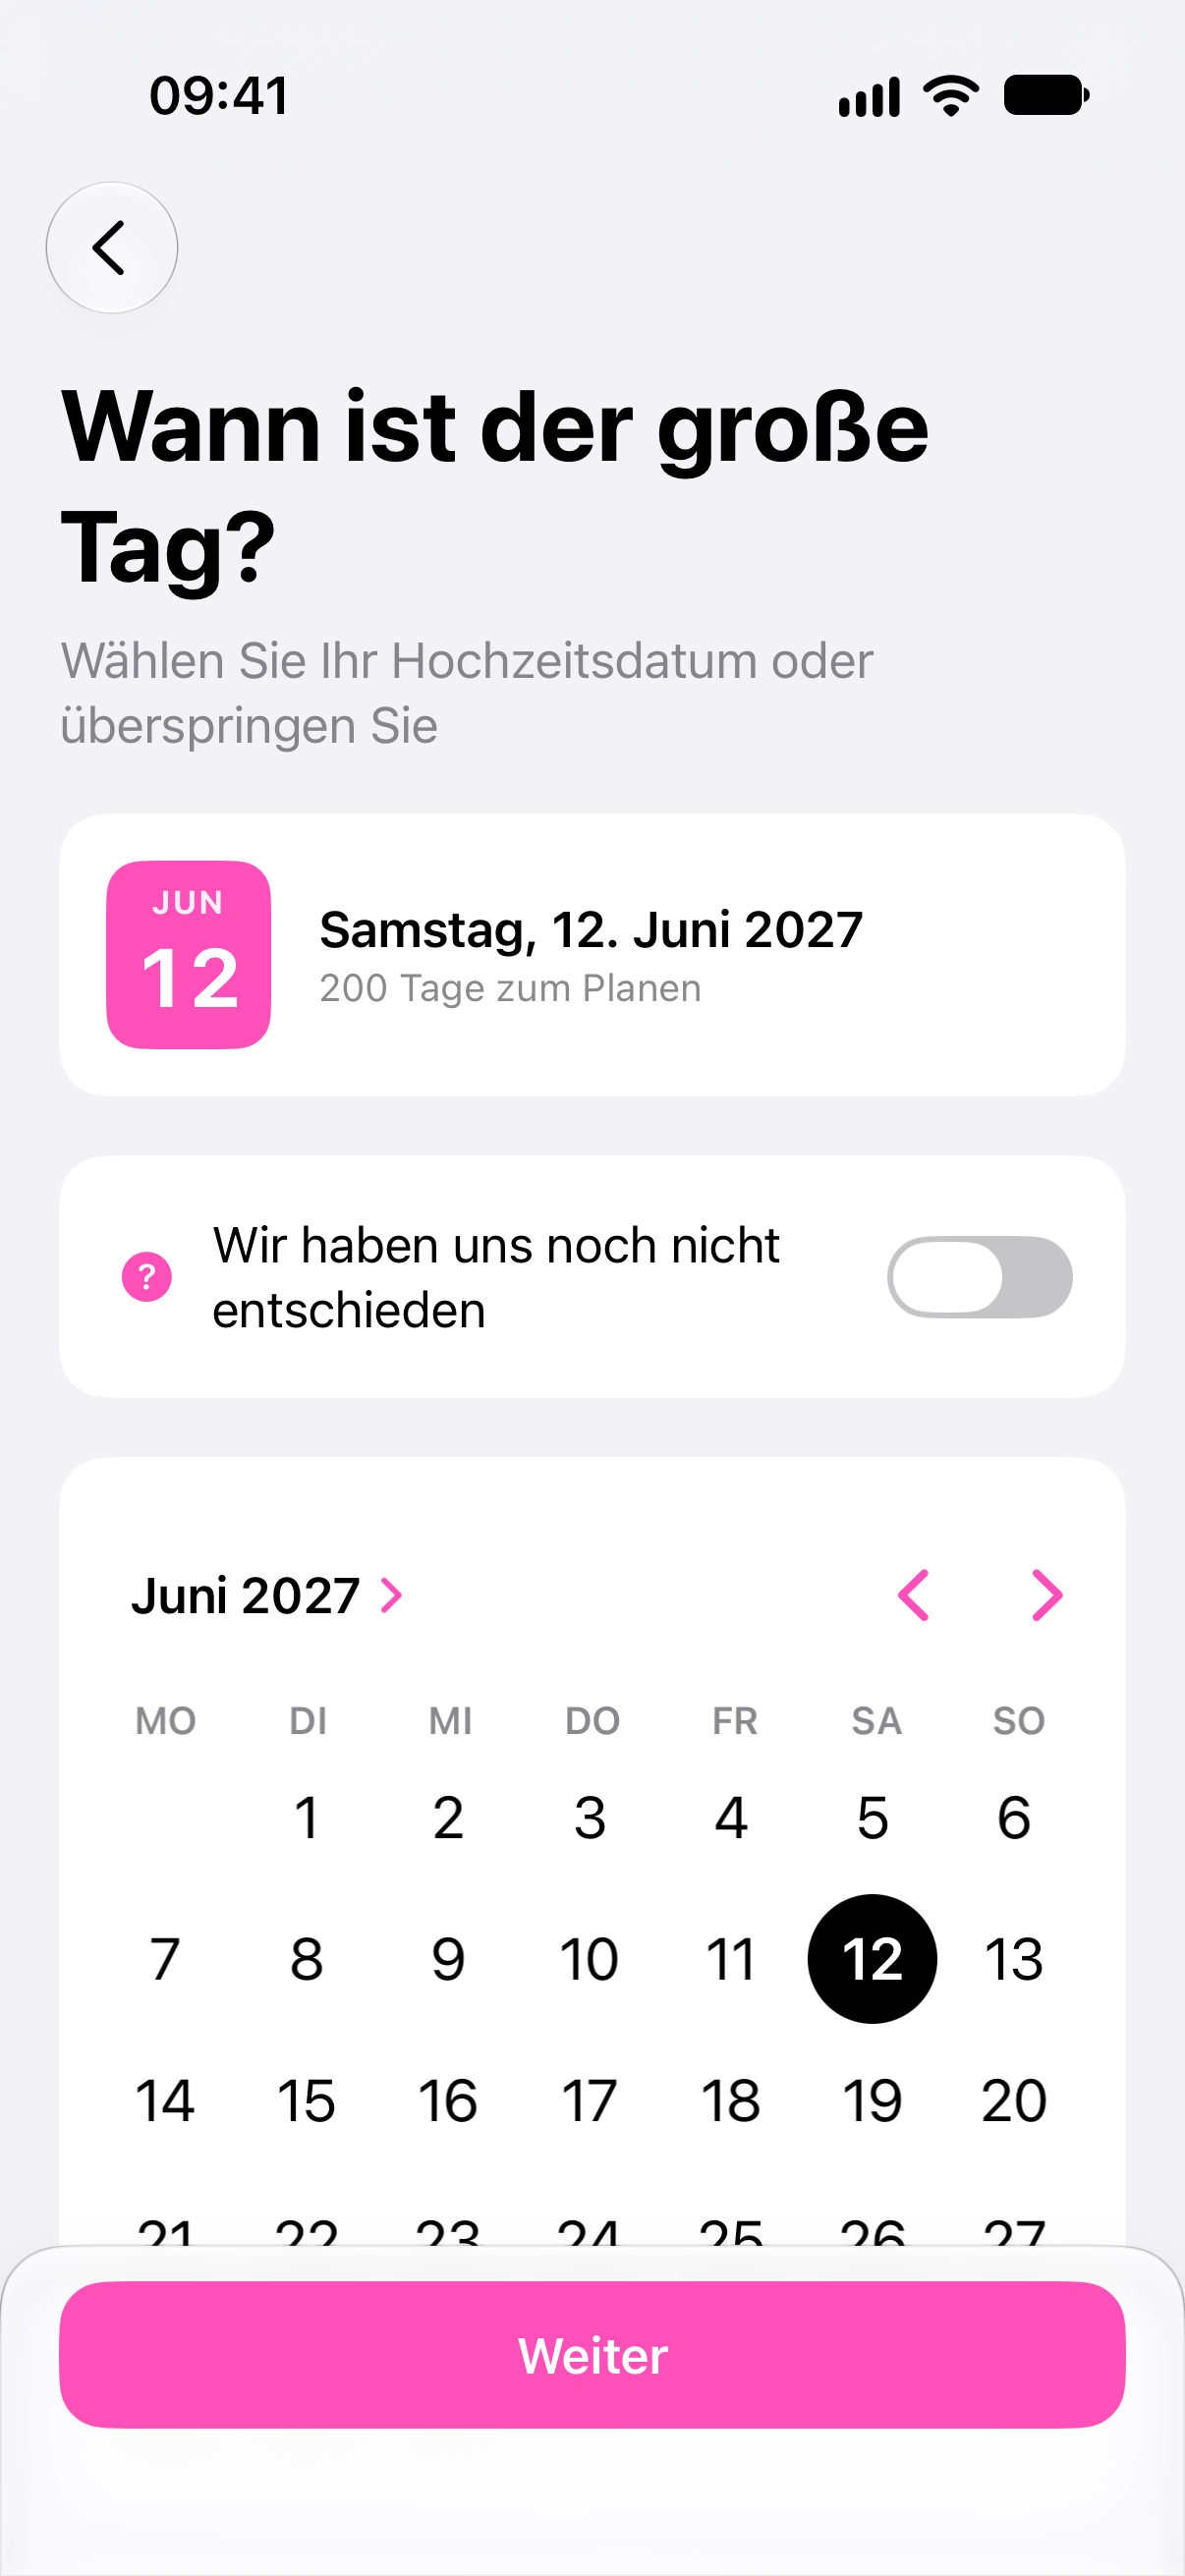 09:41
Wann ist der große
Tag?
Wählen Sie Ihr Hochzeitsdatum oder
überspringen Sie
JUN
12
Samstag, 12. Juni 2027
200 Tage zum Planen
?
Wir haben uns noch nicht
entschieden
Juni 2027
MO DI MI DO FR SA SO
1 2 3 4 5 6
7 8 9 10 11 12 13
14 15 16 17 18 19 20
21 22 23 24 25 26 27
Weiter